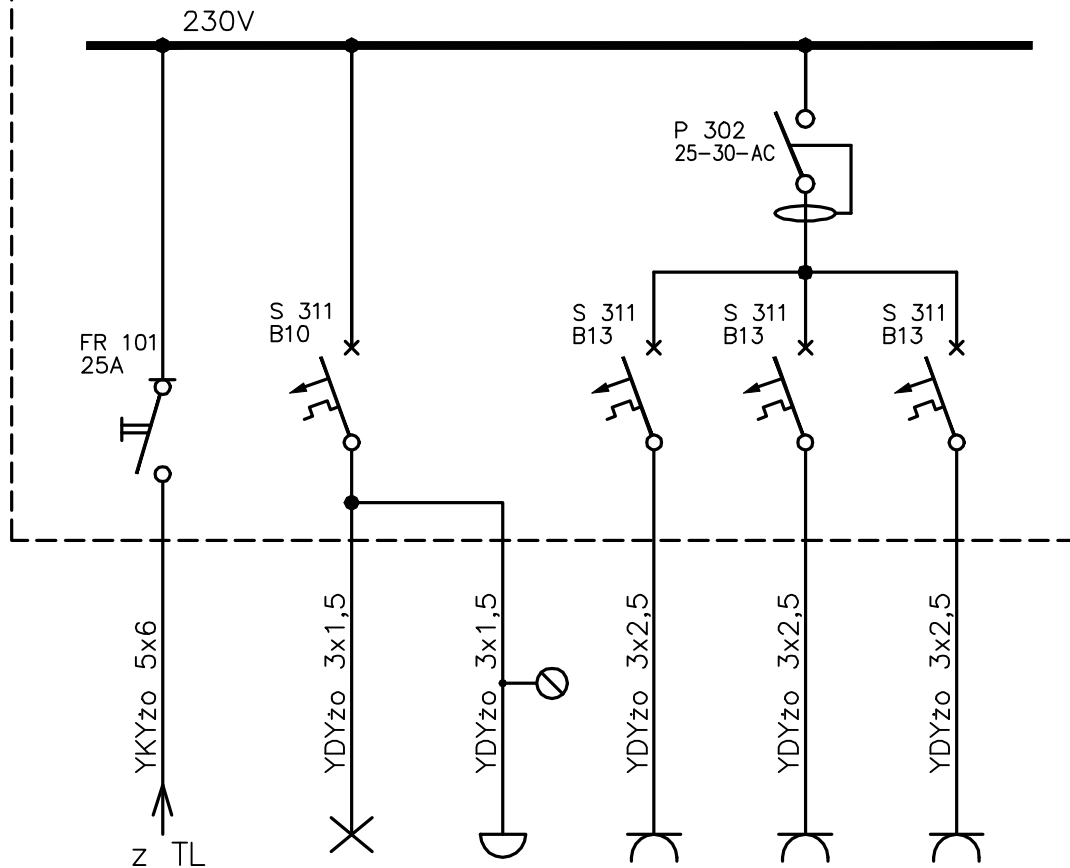 230V
P 302
25-30-AC
FR 101
25A
S 311
B10
S 311
B13
S 311
B13
S 311
B13
YKYżo 5x6
YDYżo 3x1,5
YDYżo 3x1,5
YDYżo 3x2,5
YDYżo 3x2,5
YDYżo 3x2,5
z TL